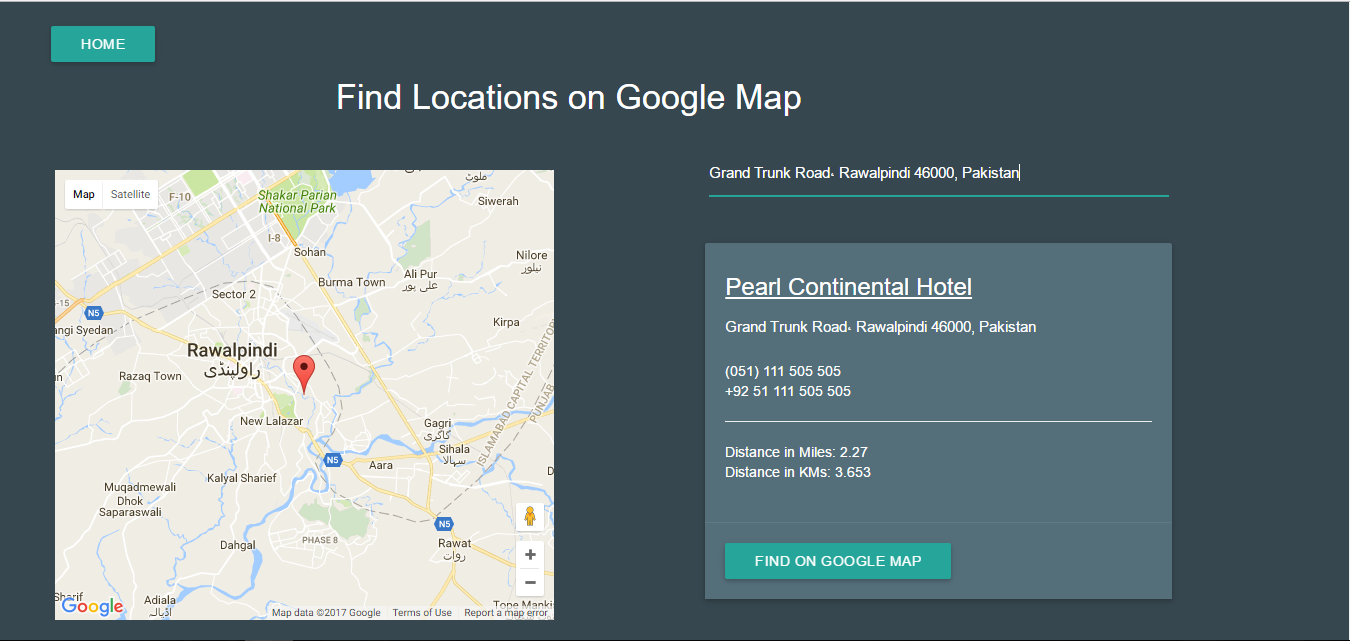 HOME
Find Locations on Google Map
Grand Trunk Road، Rawalpindi 46000, Pakistan
Pearl Continental Hotel
Grand Trunk Road، Rawalpindi 46000, Pakistan
(051) 111 505 505
+92 51 111 505 505
Distance in Miles: 2.27
Distance in KMs: 3.653
FIND ON GOOGLE MAP
Map Satellite
F-10
Shakar Parian
National Park
ملوٹ
Siwerah
I-8
Sohan
Nilore
نیلور
Burma Town
Ali Pur
علی پور
Sector 2
-15
N5
angi Syedan
Kirpa
Rawalpindi
راولپنڈی
Razaq Town
ISLAMABAD CAPITAL TERRITORY
PUNJAB
New Lalazar
Gagri
گاگری
Sihala
سہالا
N5
Aara
Kalyal Sharief
Muqadmewali
Dhok
Saparaswali
PHASE 8
N5
Rawat
روات
Dahgal
+
−
Sharif
Adiala
اڈیالہ
Tope Manki
Google
Map data ©2017 Google Terms of Use Report a map error